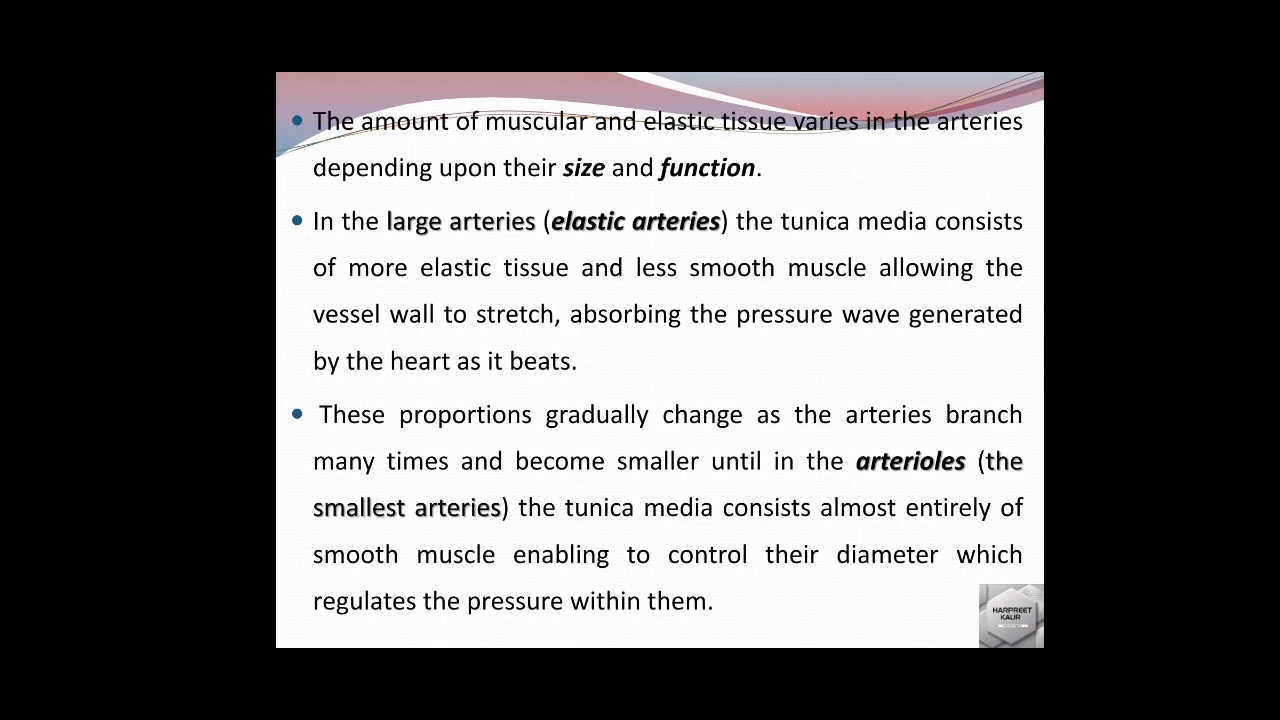 The amount of muscular and elastic tissue varies in the arteries
depending upon their size and function.
In the large arteries (elastic arteries) the tunica media consists
of more elastic tissue and less smooth muscle allowing the
vessel wall to stretch, absorbing the pressure wave generated
by the heart as it beats.
These proportions gradually change as the arteries branch
many times and become smaller until in the arterioles (the
smallest arteries) the tunica media consists almost entirely of
smooth muscle enabling to control their diameter which
regulates the pressure within them.
HARPREET
KAUR